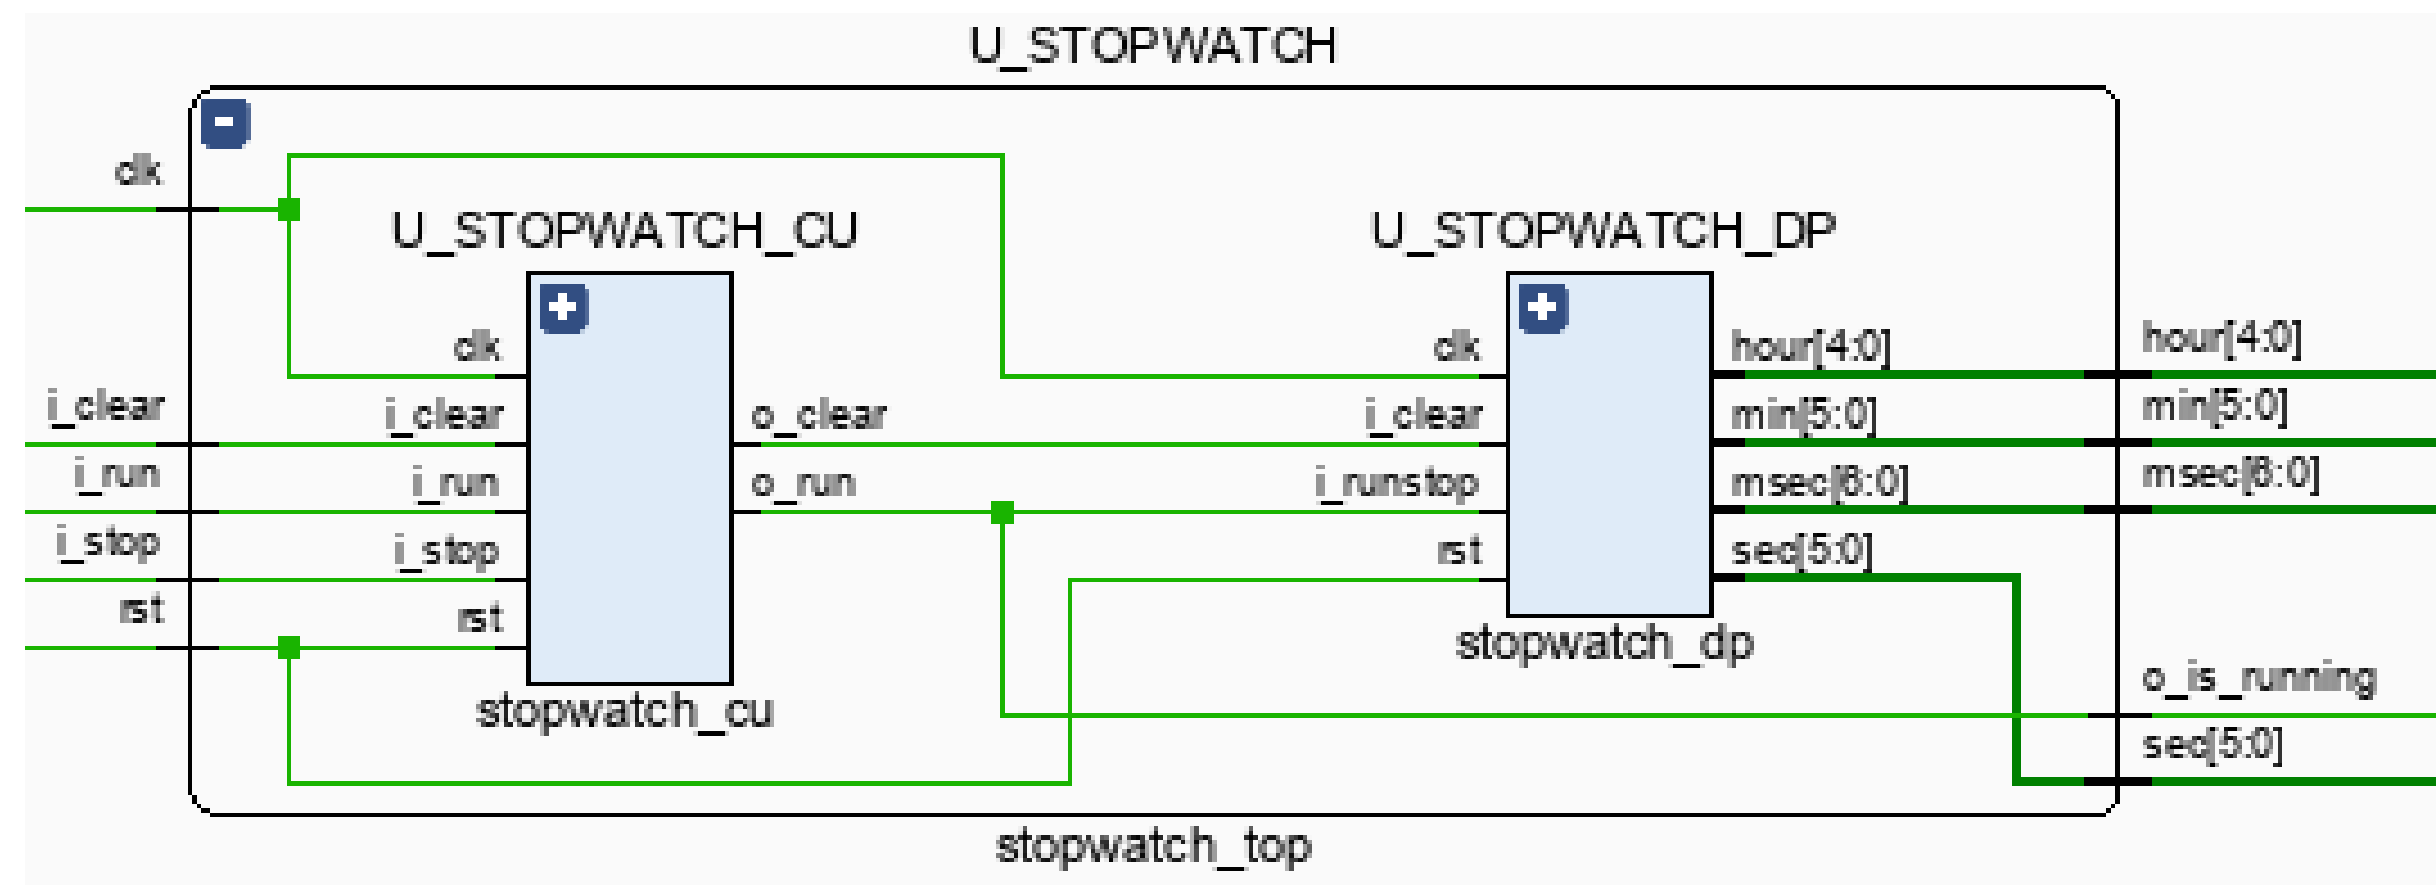 U_STOPWATCH
clk
U_STOPWATCH_CU
U_STOPWATCH_DP
clk
clk
hour[4:0]
hour[4:0]
i_clear
i_clear
o_clear
i_clear
min[5:0]
min[5:0]
i_run
i_run
o_run
i_runstop
msec[6:0]
msec[6:0]
i_stop
i_stop
rst
sec[5:0]
rst
rst
stopwatch_cu
stopwatch_dp
o_is_running
sec[5:0]
stopwatch_top